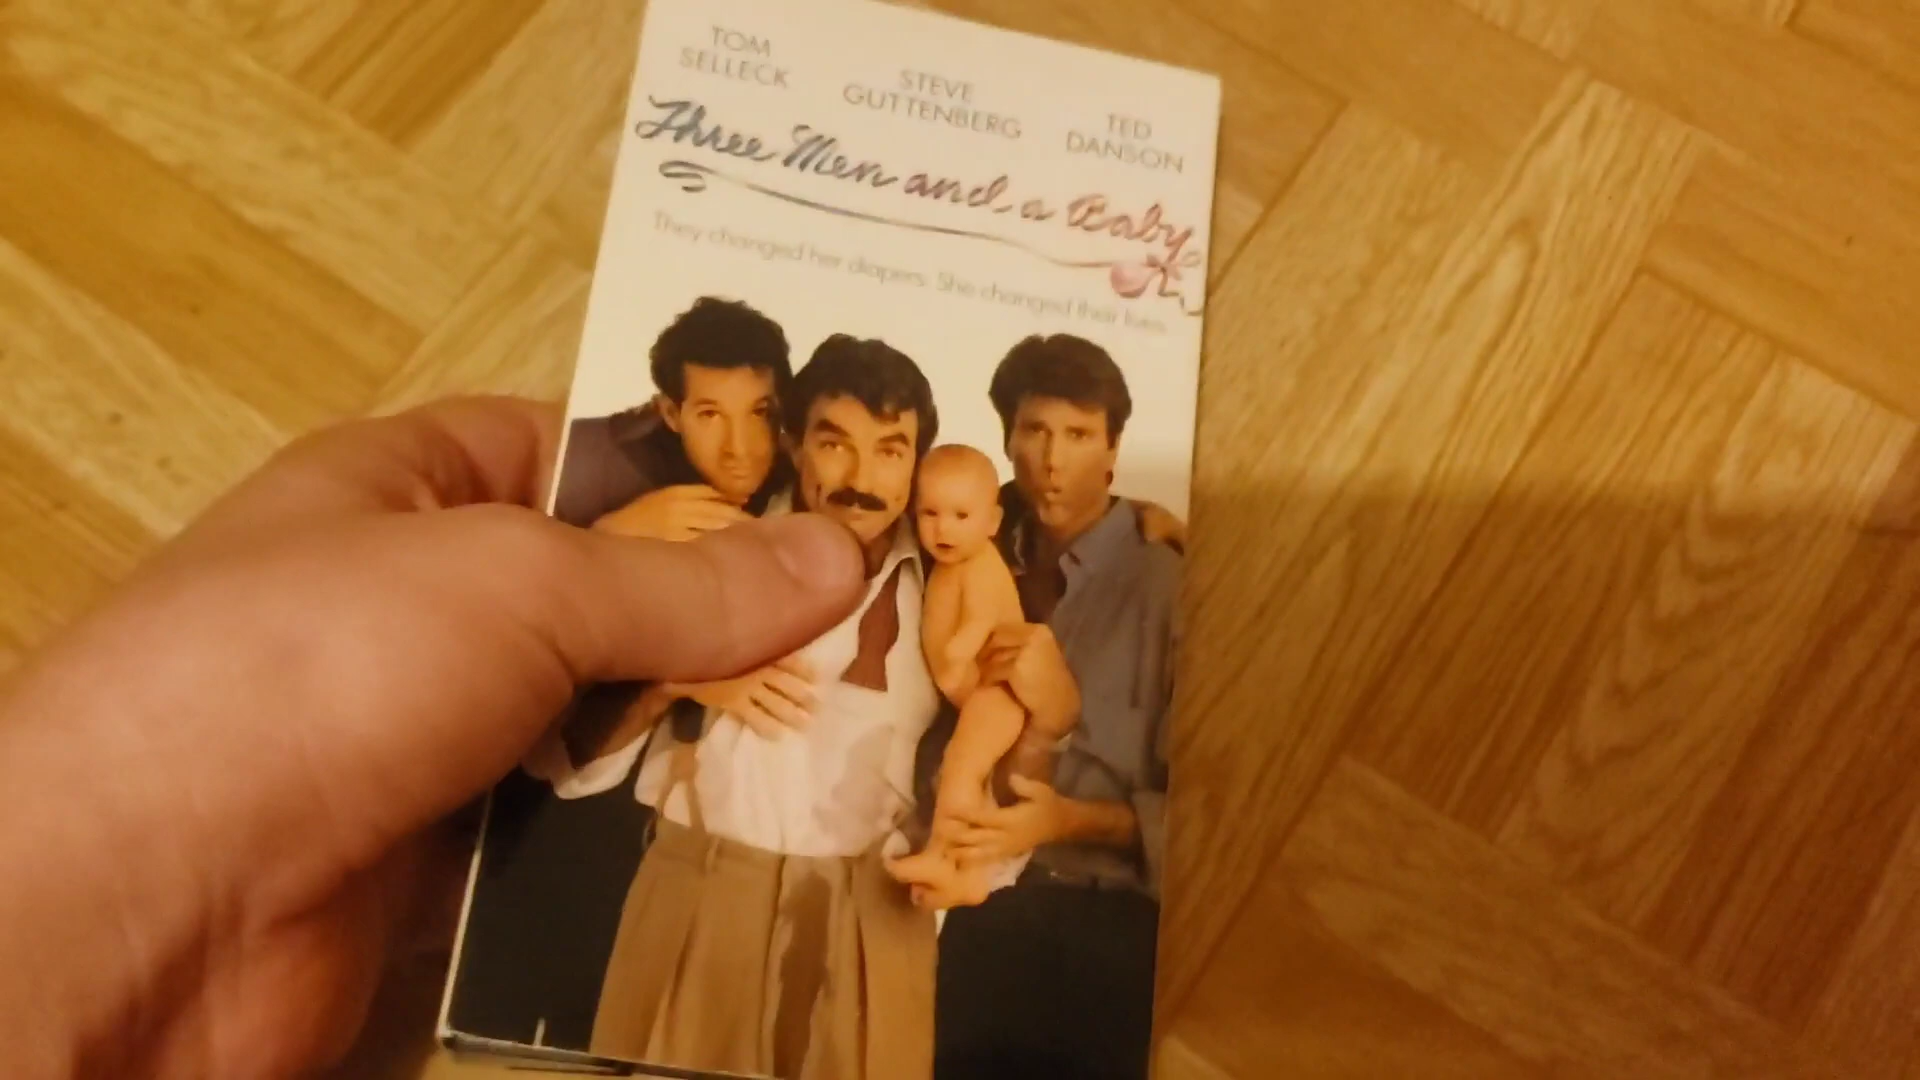 TOM
SELLECK
STEVE
GUTTENBERG
TED
DANSON
Three Men and a Baby
They changed her diapers. She changed their lives.